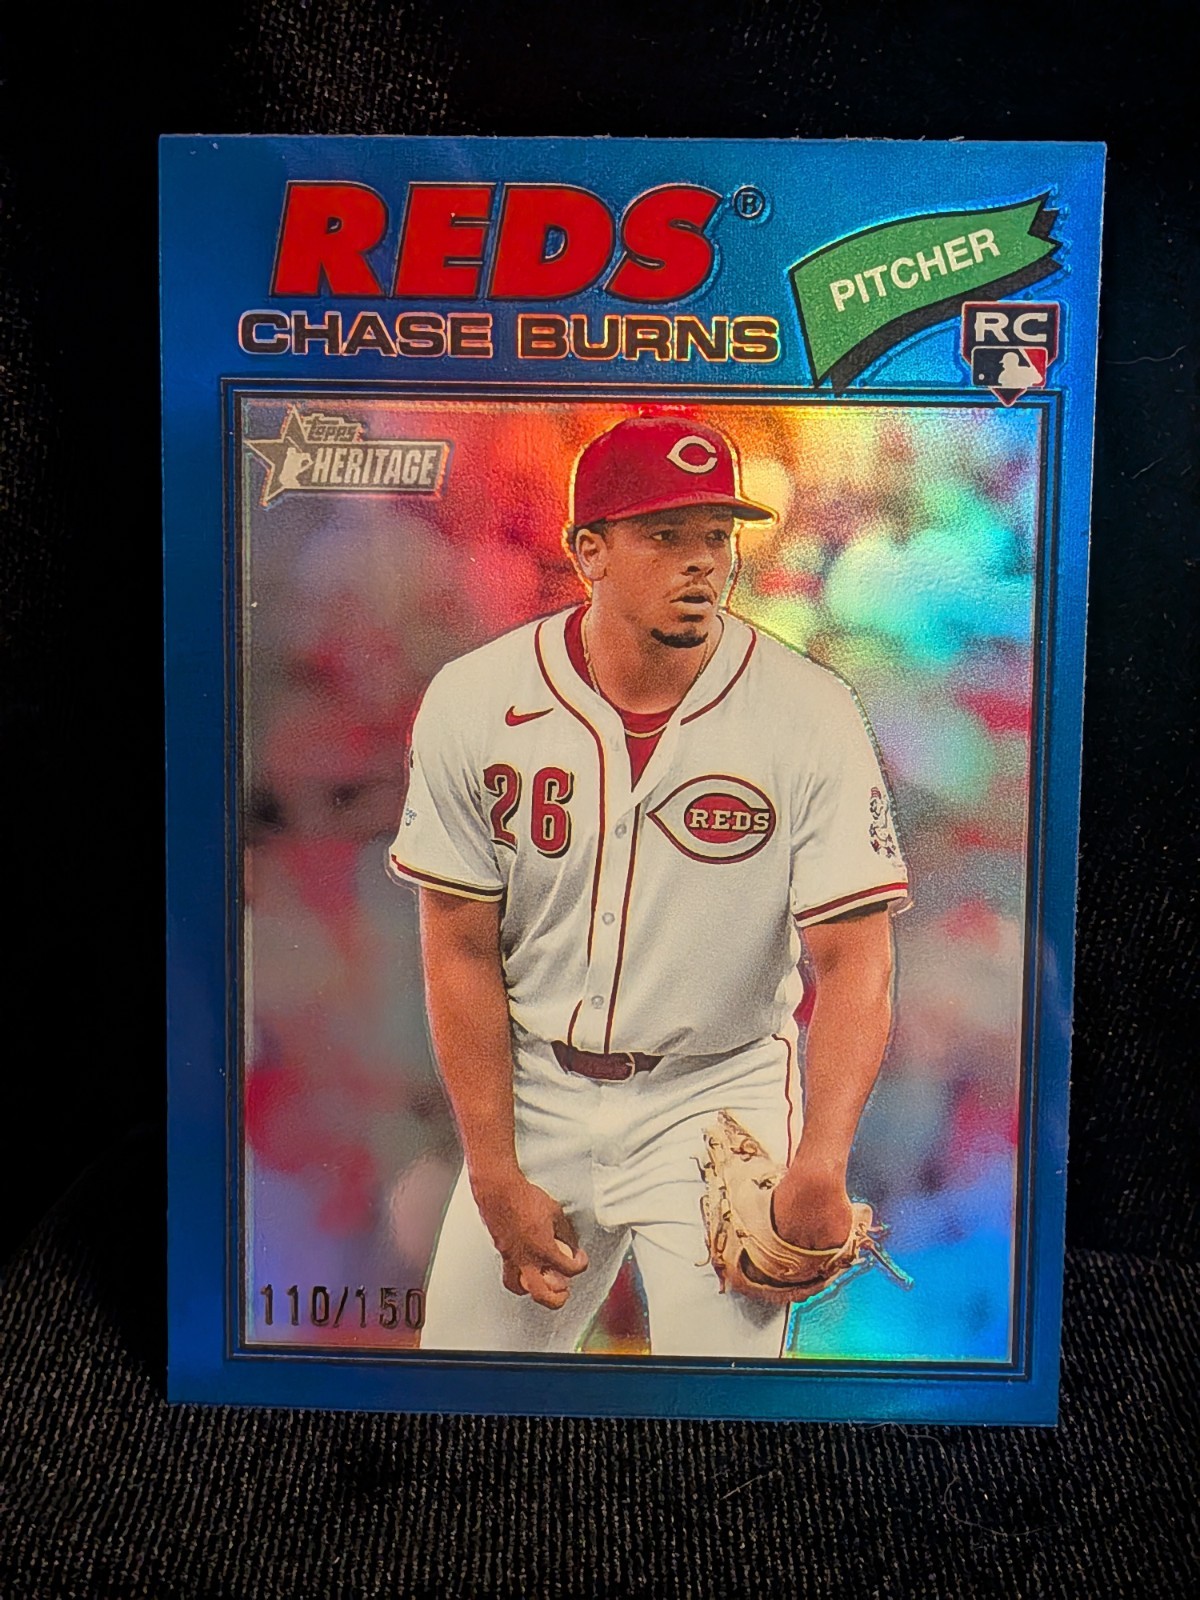 REDS®
CHASE BURNS
PITCHER
RC
topps
HERITAGE
C
26
REDS
110/150